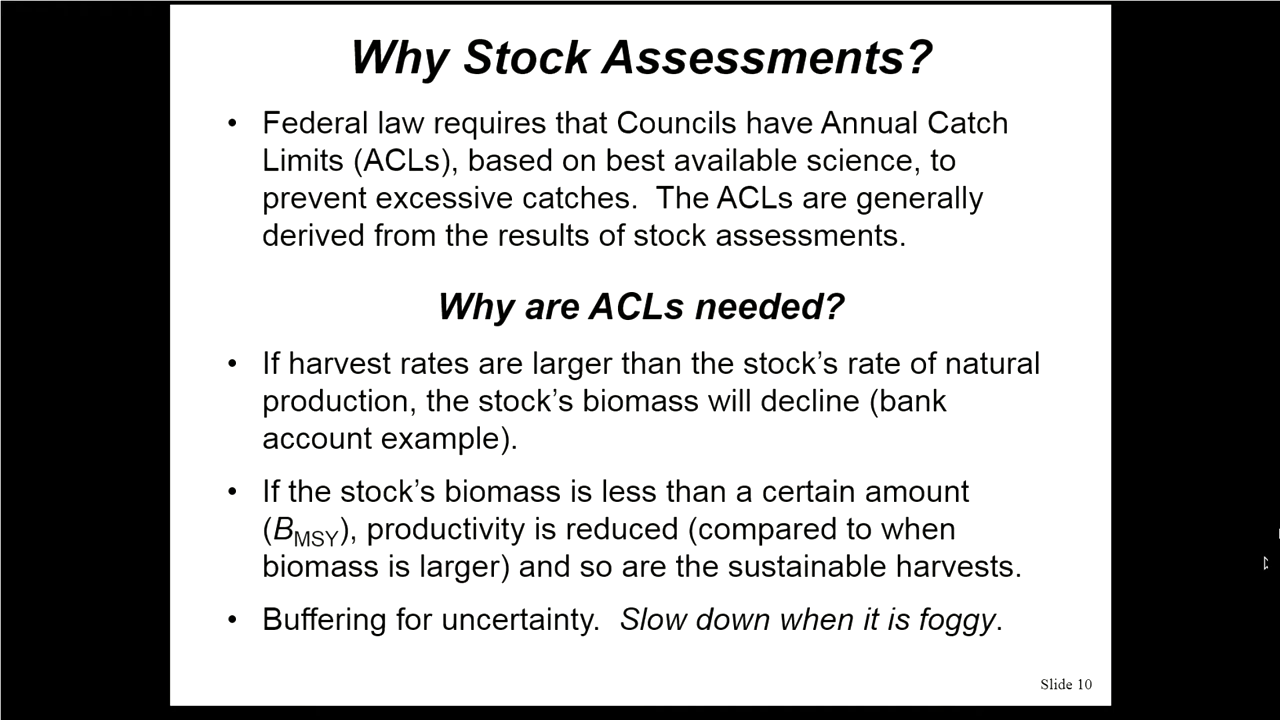 Why Stock Assessments?
• Federal law requires that Councils have Annual Catch
Limits (ACLs), based on best available science, to
prevent excessive catches.  The ACLs are generally
derived from the results of stock assessments.
Why are ACLs needed?
• If harvest rates are larger than the stock’s rate of natural
production, the stock’s biomass will decline (bank
account example).
• If the stock’s biomass is less than a certain amount
(BMSY), productivity is reduced (compared to when
biomass is larger) and so are the sustainable harvests.
• Buffering for uncertainty.  Slow down when it is foggy.
Slide 10